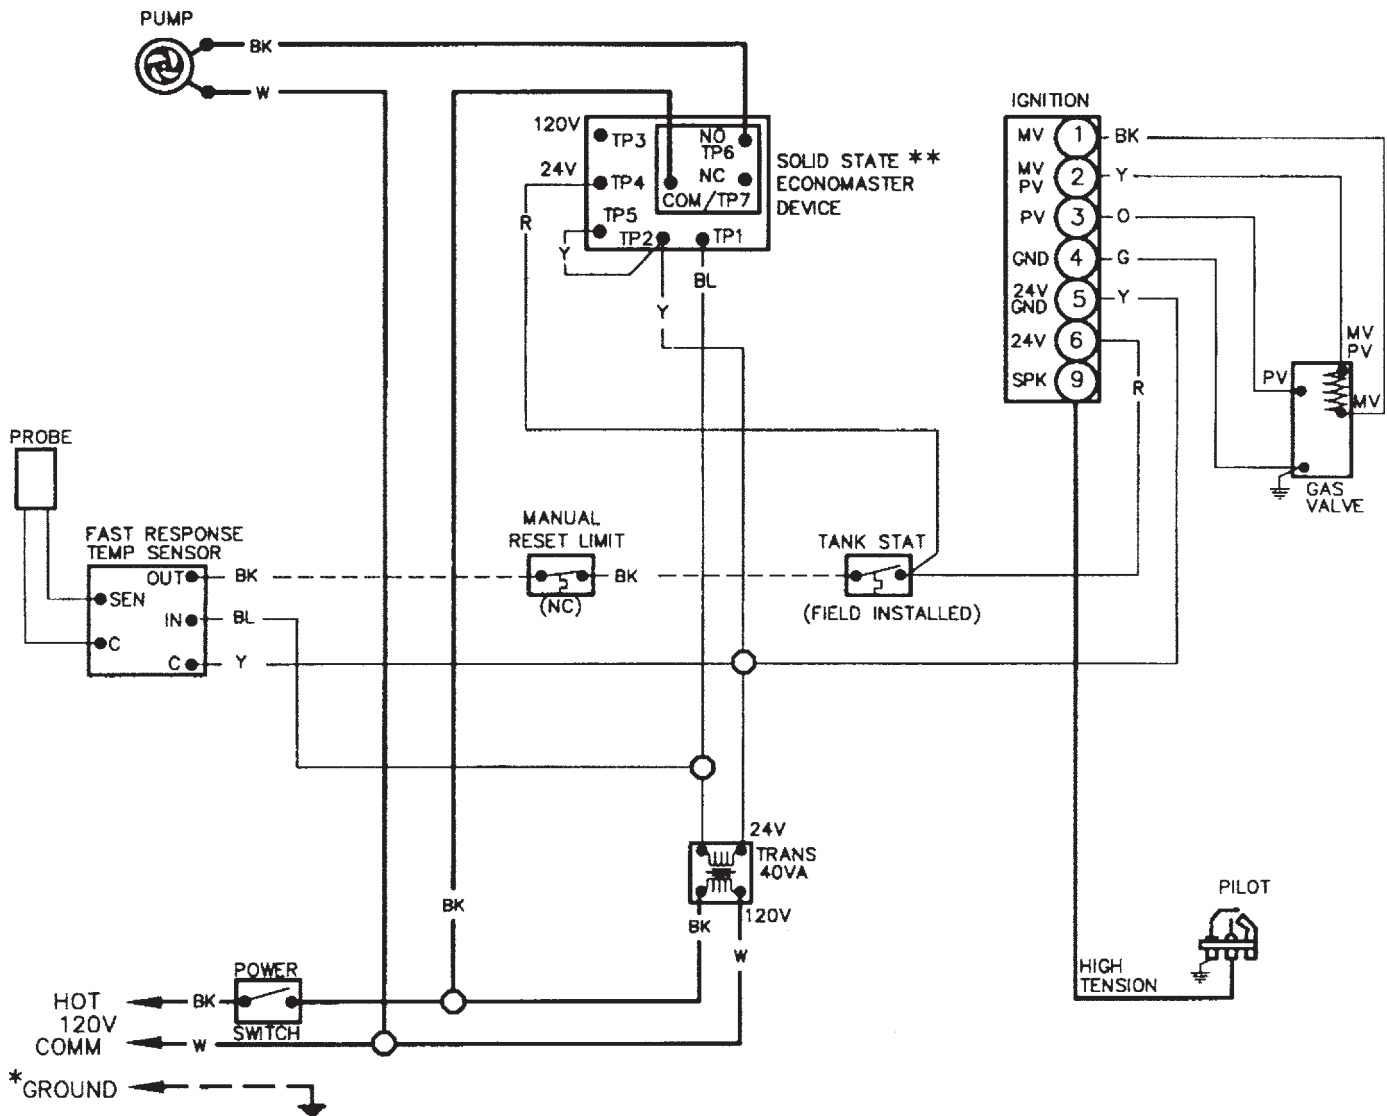 PUMP
BK
W
IGNITION
MV 1 BK
MV PV 2 Y
PV 3 O
GND 4 G
24V GND 5 Y
24V 6
R
SPK 9
120V
TP3
24V
TP4
TP5
TP2
TP1
NO
TP6
NC
COM/TP7
SOLID STATE **
ECONOMASTER
DEVICE
R
Y
Y
BL
MV
PV
PV
MV
GAS
VALVE
PROBE
FAST RESPONSE
TEMP SENSOR
OUT BK
SEN
IN BL
C
C Y
MANUAL
RESET LIMIT
BK
(NC)
TANK STAT
(FIELD INSTALLED)
24V
TRANS
40VA
120V
BK
BK
W
PILOT
HIGH
TENSION
POWER
SWITCH
HOT
BK
120V
COMM
W
*GROUND